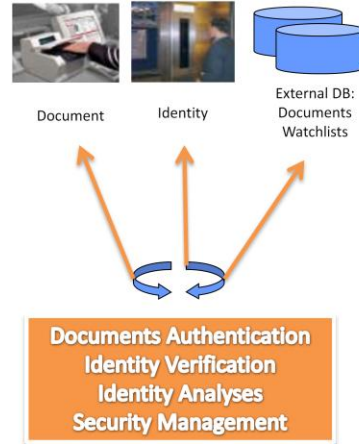 Document
Identity
External DB:
Documents
Watchlists
Documents Authentication
Identity Verification
Identity Analyses
Security Management